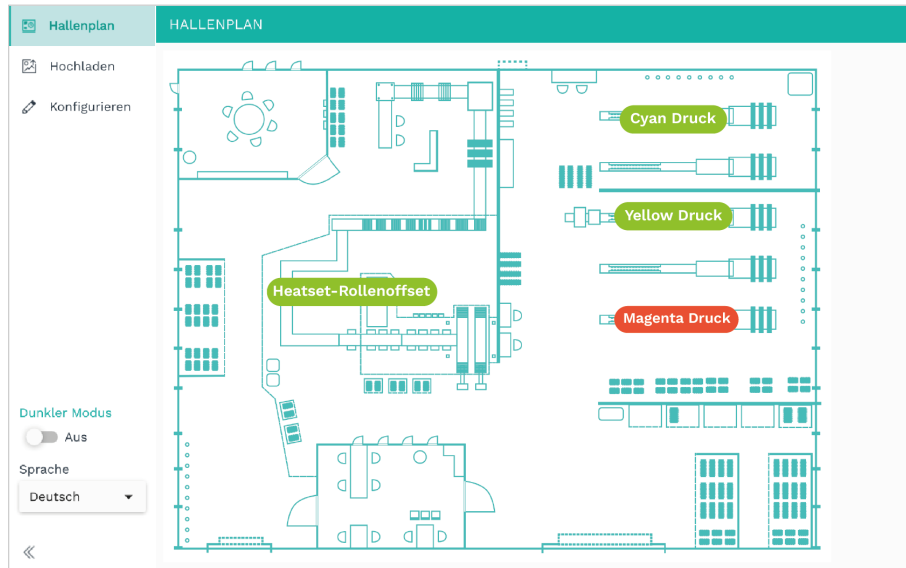 Hallenplan
HALLENPLAN
Hochladen
Konfigurieren
Cyan Druck
Yellow Druck
Heatset-Rollenoffset
Magenta Druck
Dunkler Modus
Aus
Sprache
Deutsch